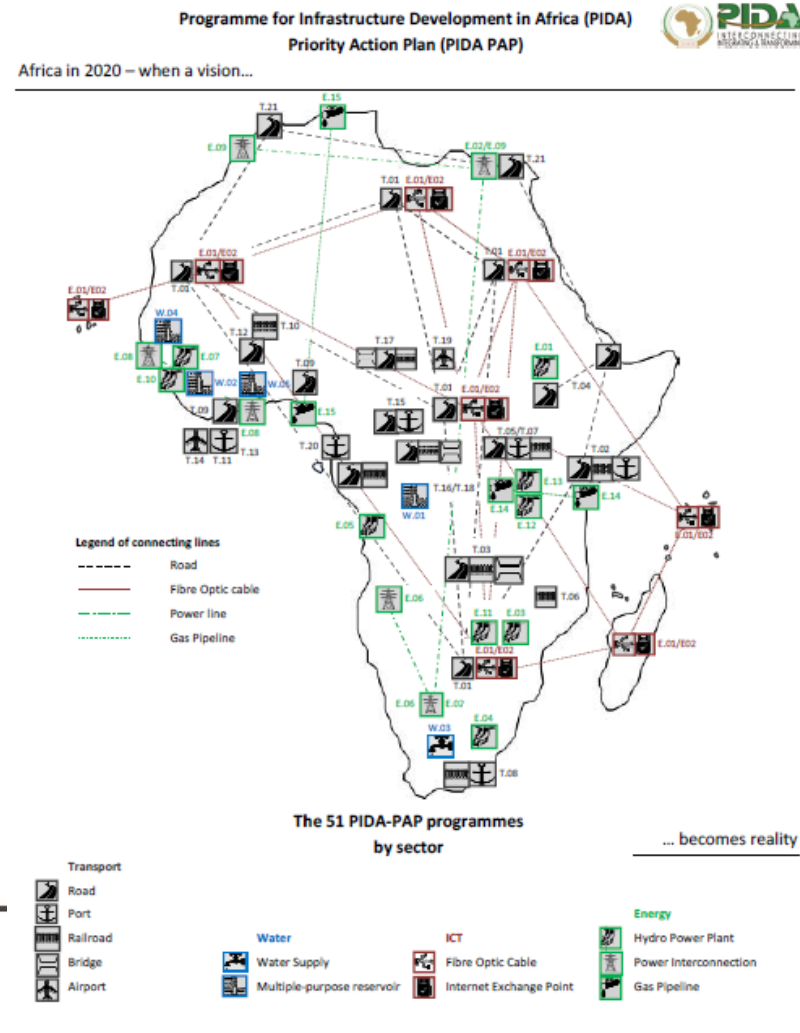 Programme for Infrastructure Development in Africa (PIDA)
Priority Action Plan (PIDA PAP)
PIDA
INTERCONNECTING
INTEGRATING & TRANSFORMING
Africa in 2020 – when a vision...
T.21
E.15
E.09
E.02/E.09
T.21
T.01
E.01/E02
T.01
E.01/E02
T.01
E.01/E02
E.01/E02
W.04
T.10
T.12
T.17
T.19
E.01
E.08
E.07
E.10
W.02
W.05
T.09
T.04
T.01
E.01/E02
T.09
E.08
E.15
T.15
T.14
T.11
T.13
T.20
T.05/T.07
T.02
T.16/T.18
W.01
E.13
E.14
E.12
E.14
E.01/E02
E.05
Legend of connecting lines
Road
Fibre Optic cable
Power line
Gas Pipeline
T.03
E.06
T.06
E.11
E.03
E.01/E02
T.01
E.01/E02
E.06
E.02
W.03
E.04
T.08
The 51 PIDA-PAP programmes
by sector
... becomes reality
Transport
Road
Port
Railroad
Bridge
Airport
Water
Water Supply
Multiple-purpose reservoir
ICT
Fibre Optic Cable
Internet Exchange Point
Energy
Hydro Power Plant
Power Interconnection
Gas Pipeline